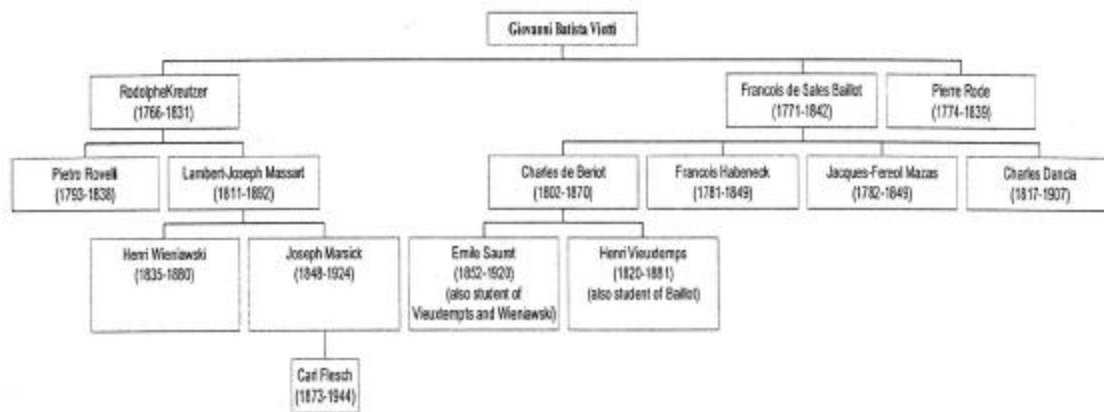 Giovanni Batista Viotti
RodolpheKreutzer
(1766-1831)
Francois de Sales Baillot
(1771-1842)
Pierre Rode
(1774-1839)
Pietro Rovelli
(1793-1838)
Lambert-Joseph Massart
(1811-1892)
Charles de Beriot
(1802-1870)
Francois Habeneck
(1781-1849)
Jacques-Fereol Mazas
(1782-1849)
Charles Dancla
(1817-1907)
Henri Wieniawski
(1835-1880)
Joseph Marsick
(1848-1924)
Emile Sauret
(1852-1920)
(also student of
Vieuxtempts and Wieniawski)
Henri Vieuxtemps
(1820-1881)
(also student of Baillot)
Carl Flesch
(1873-1944)